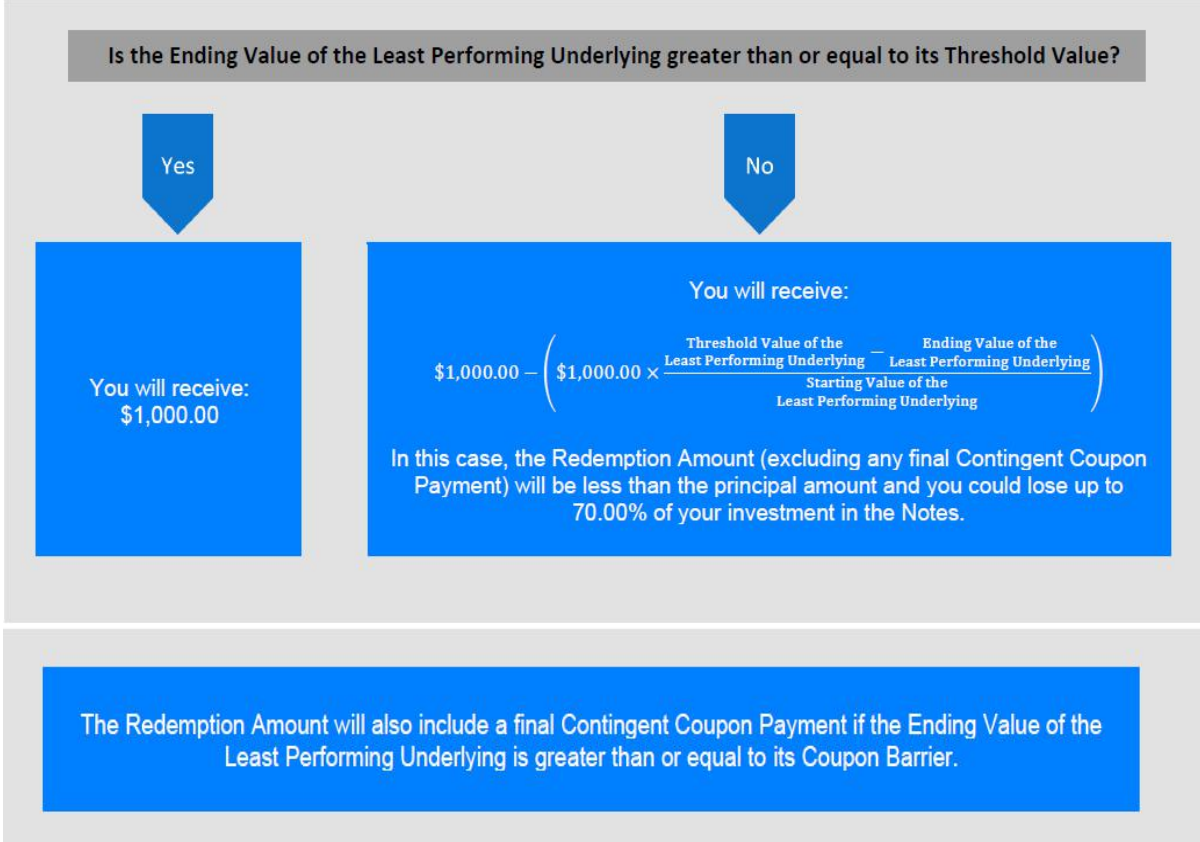 Is the Ending Value of the Least Performing Underlying greater than or equal to its Threshold Value?
Yes
No
You will receive:
$1,000.00
You will receive:
$1,000.00 − ($1,000.00 × (Threshold Value of the Least Performing Underlying − Ending Value of the Least Performing Underlying) / Starting Value of the Least Performing Underlying)
In this case, the Redemption Amount (excluding any final Contingent Coupon
Payment) will be less than the principal amount and you could lose up to
70.00% of your investment in the Notes.
The Redemption Amount will also include a final Contingent Coupon Payment if the Ending Value of the
Least Performing Underlying is greater than or equal to its Coupon Barrier.